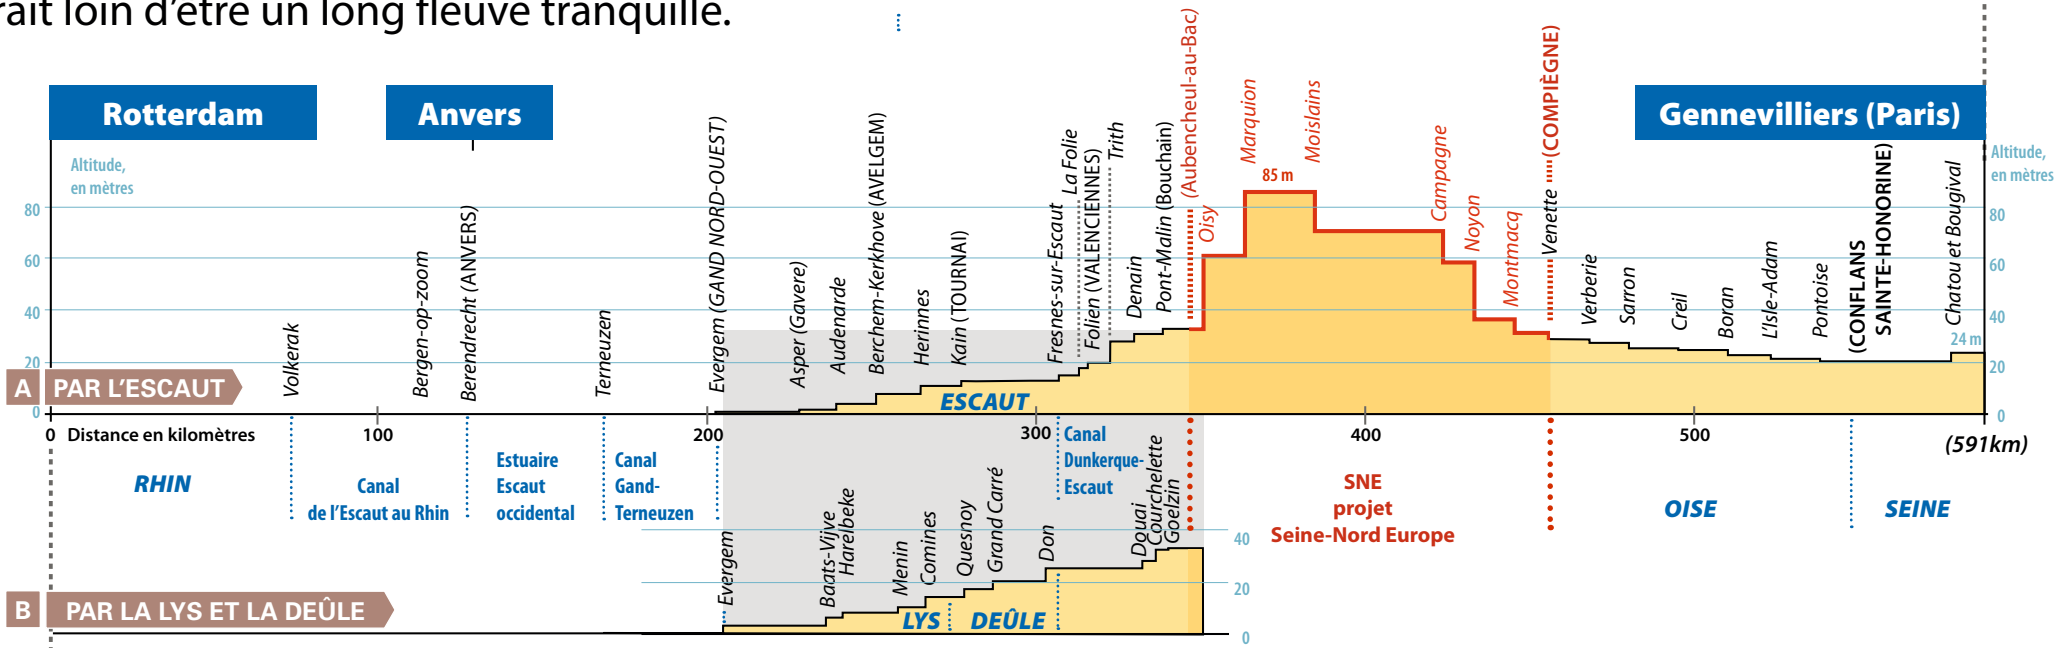 rait loin d'être un long fleuve tranquille.
Rotterdam
Anvers
Gennevilliers (Paris)
Altitude,
en mètres
80
60
40
20
0
Volkerak
Bergen-op-zoom
Berendrecht (ANVERS)
Terneuzen
Evergem (GAND NORD-OUEST)
Asper (Gavere)
Audenarde
Berchem-Kerkhove (AVELGEM)
Herinnes
Kain (TOURNAI)
Fresnes-sur-Escaut
La Folie
Folien (VALENCIENNES)
Trith
Denain
Pont-Malin (Bouchain)
(Aubencheul-au-Bac)
Oisy
Marquion
85 m
Moislains
Campagne
Noyon
Montmacq
Venette
(COMPIÈGNE)
Verberie
Sarron
Creil
Boran
L'Isle-Adam
Pontoise
(CONFLANS
SAINTE-HONORINE)
Chatou et Bougival
24 m
Altitude,
en mètres
80
60
40
20
0
A PAR L'ESCAUT
ESCAUT
0 Distance en kilomètres
100
200
300
400
500
(591km)
RHIN
Canal
de l'Escaut au Rhin
Estuaire
Escaut
occidental
Canal
Gand-
Terneuzen
Canal
Dunkerque-
Escaut
SNE
projet
Seine-Nord Europe
OISE
SEINE
Evergem
Baats-Vijve
Harelbeke
Menin
Comines
Quesnoy
Grand Carré
Don
Douai
Courchelette
Goelzin
40
20
0
B PAR LA LYS ET LA DEÛLE
LYS
DEÛLE